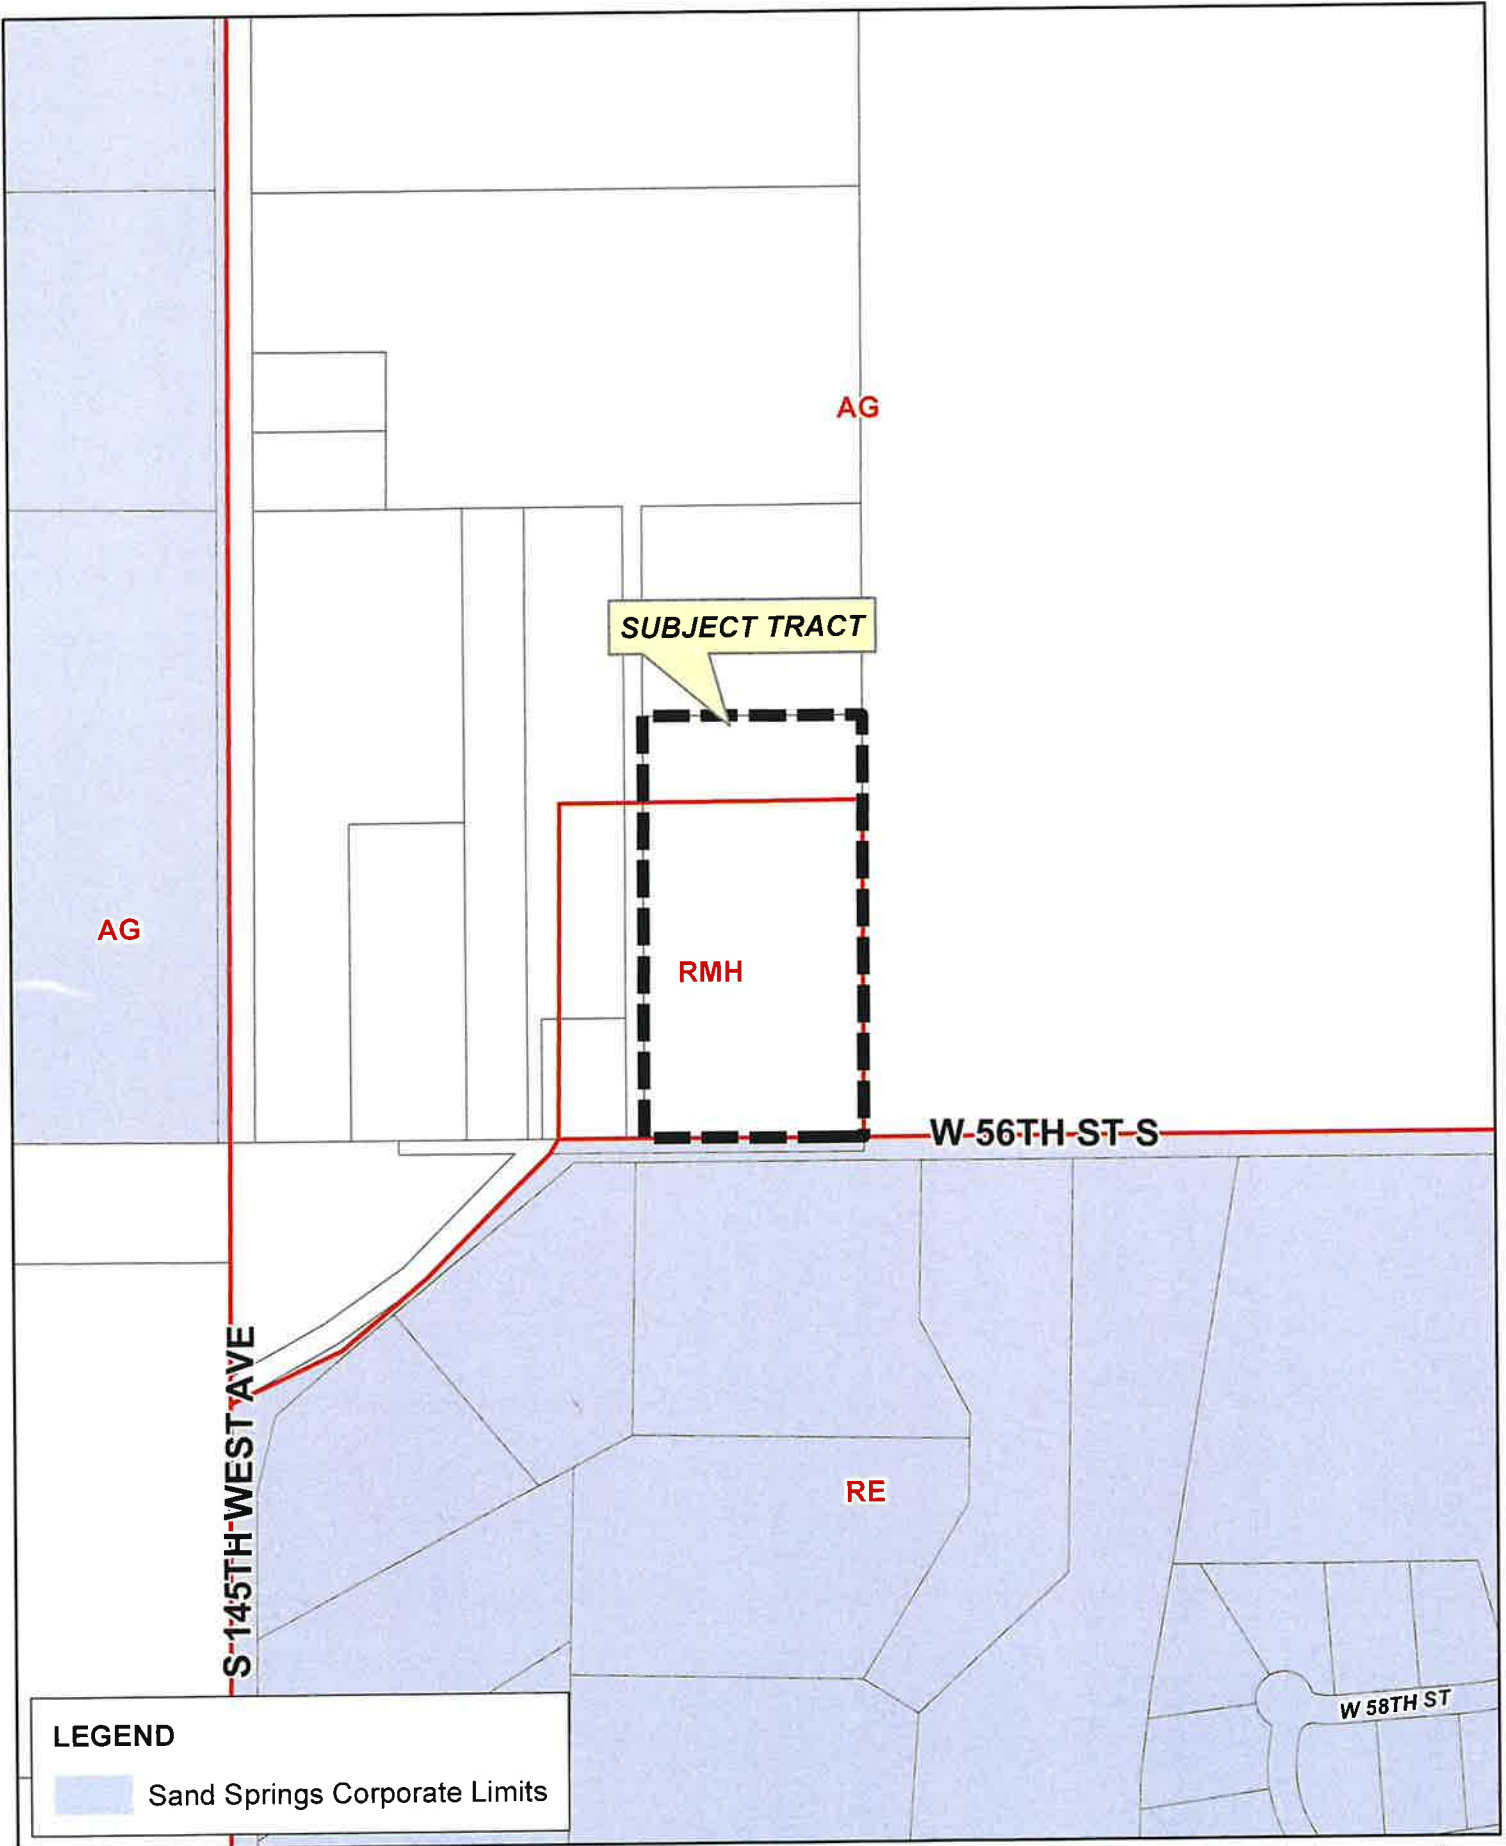 AG
SUBJECT TRACT
AG
RMH
W 56TH ST S
S 145TH WEST AVE
RE
W 58TH ST
LEGEND
Sand Springs Corporate Limits